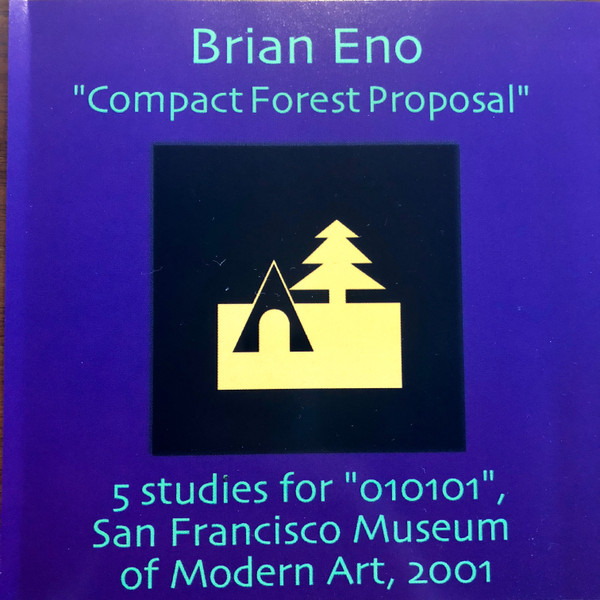 Brian Eno
"Compact Forest Proposal"
5 studies for "010101",
San Francisco Museum
of Modern Art, 2001